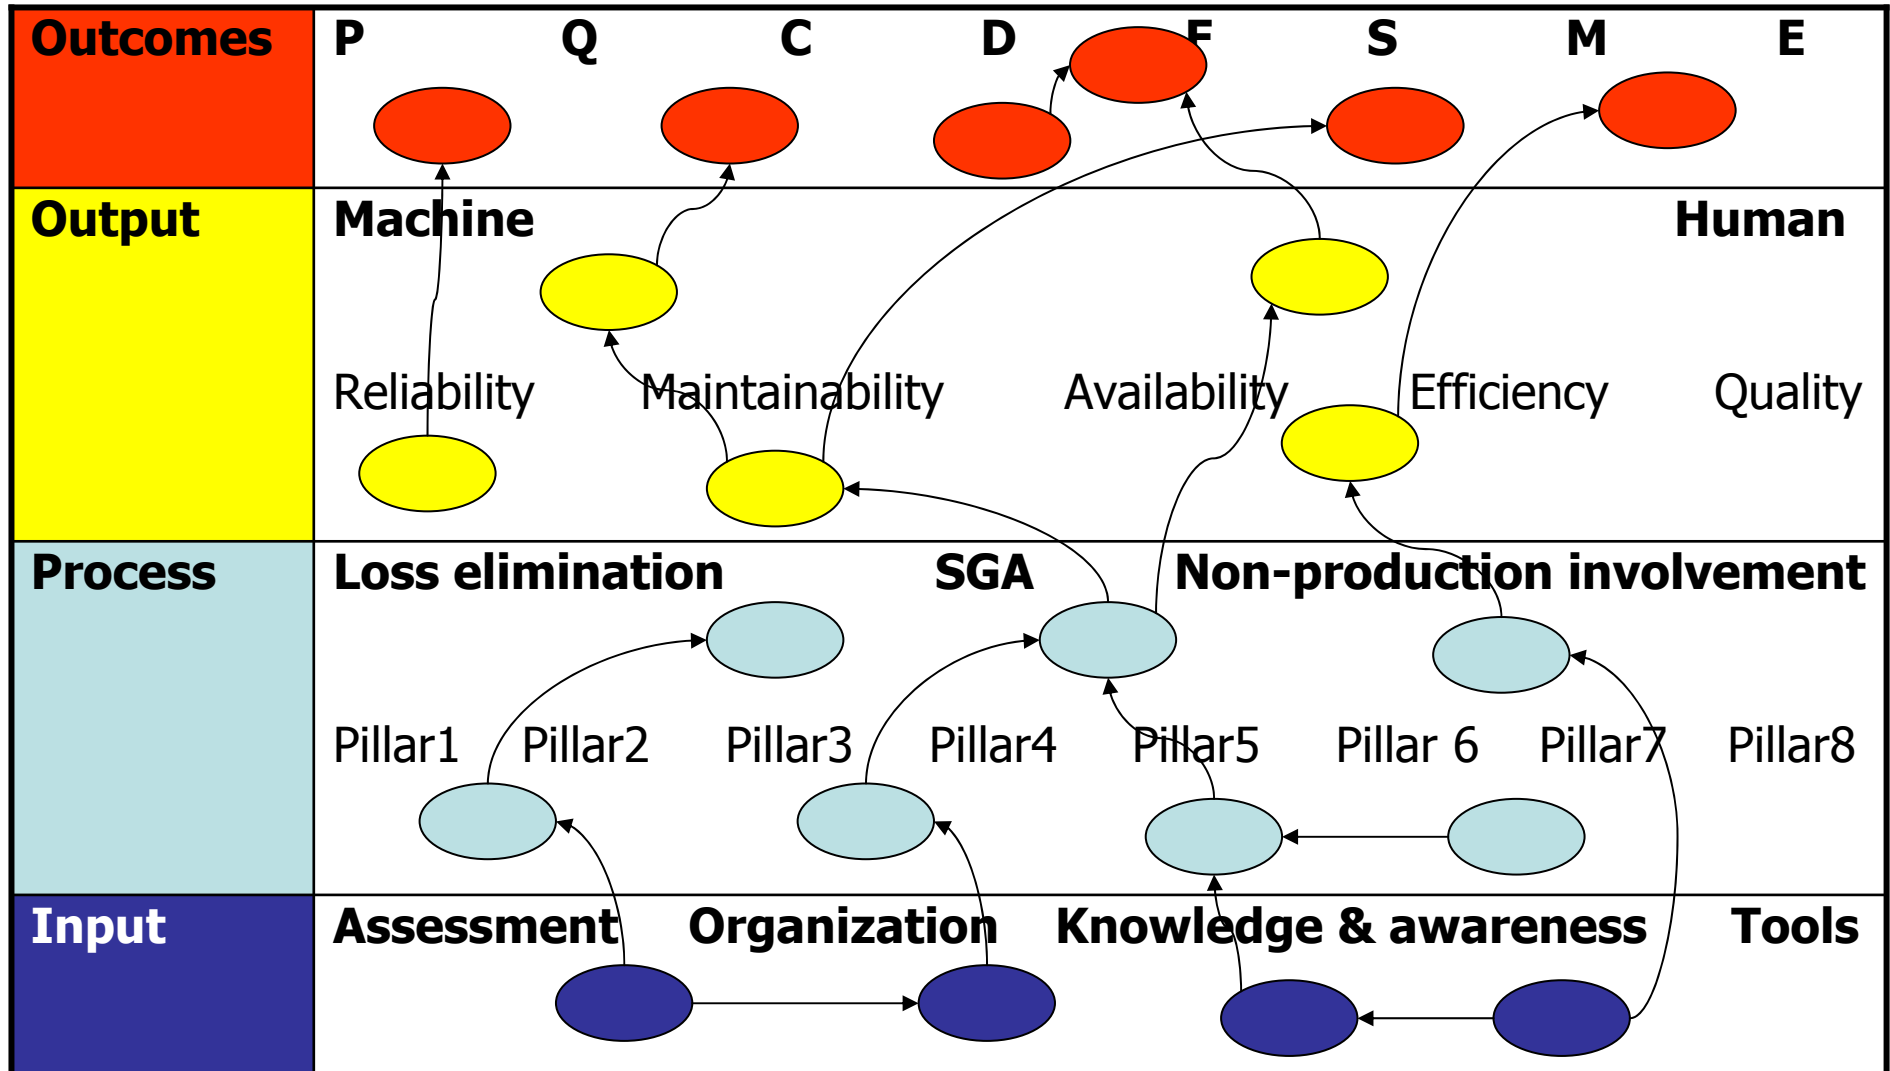 Outcomes P Q C D F S M E
Output Machine Human
Reliability Maintainability Availability Efficiency Quality
Process Loss elimination SGA Non-production involvement
Pillar1 Pillar2 Pillar3 Pillar4 Pillar5 Pillar 6 Pillar7 Pillar8
Input Assessment Organization Knowledge & awareness Tools